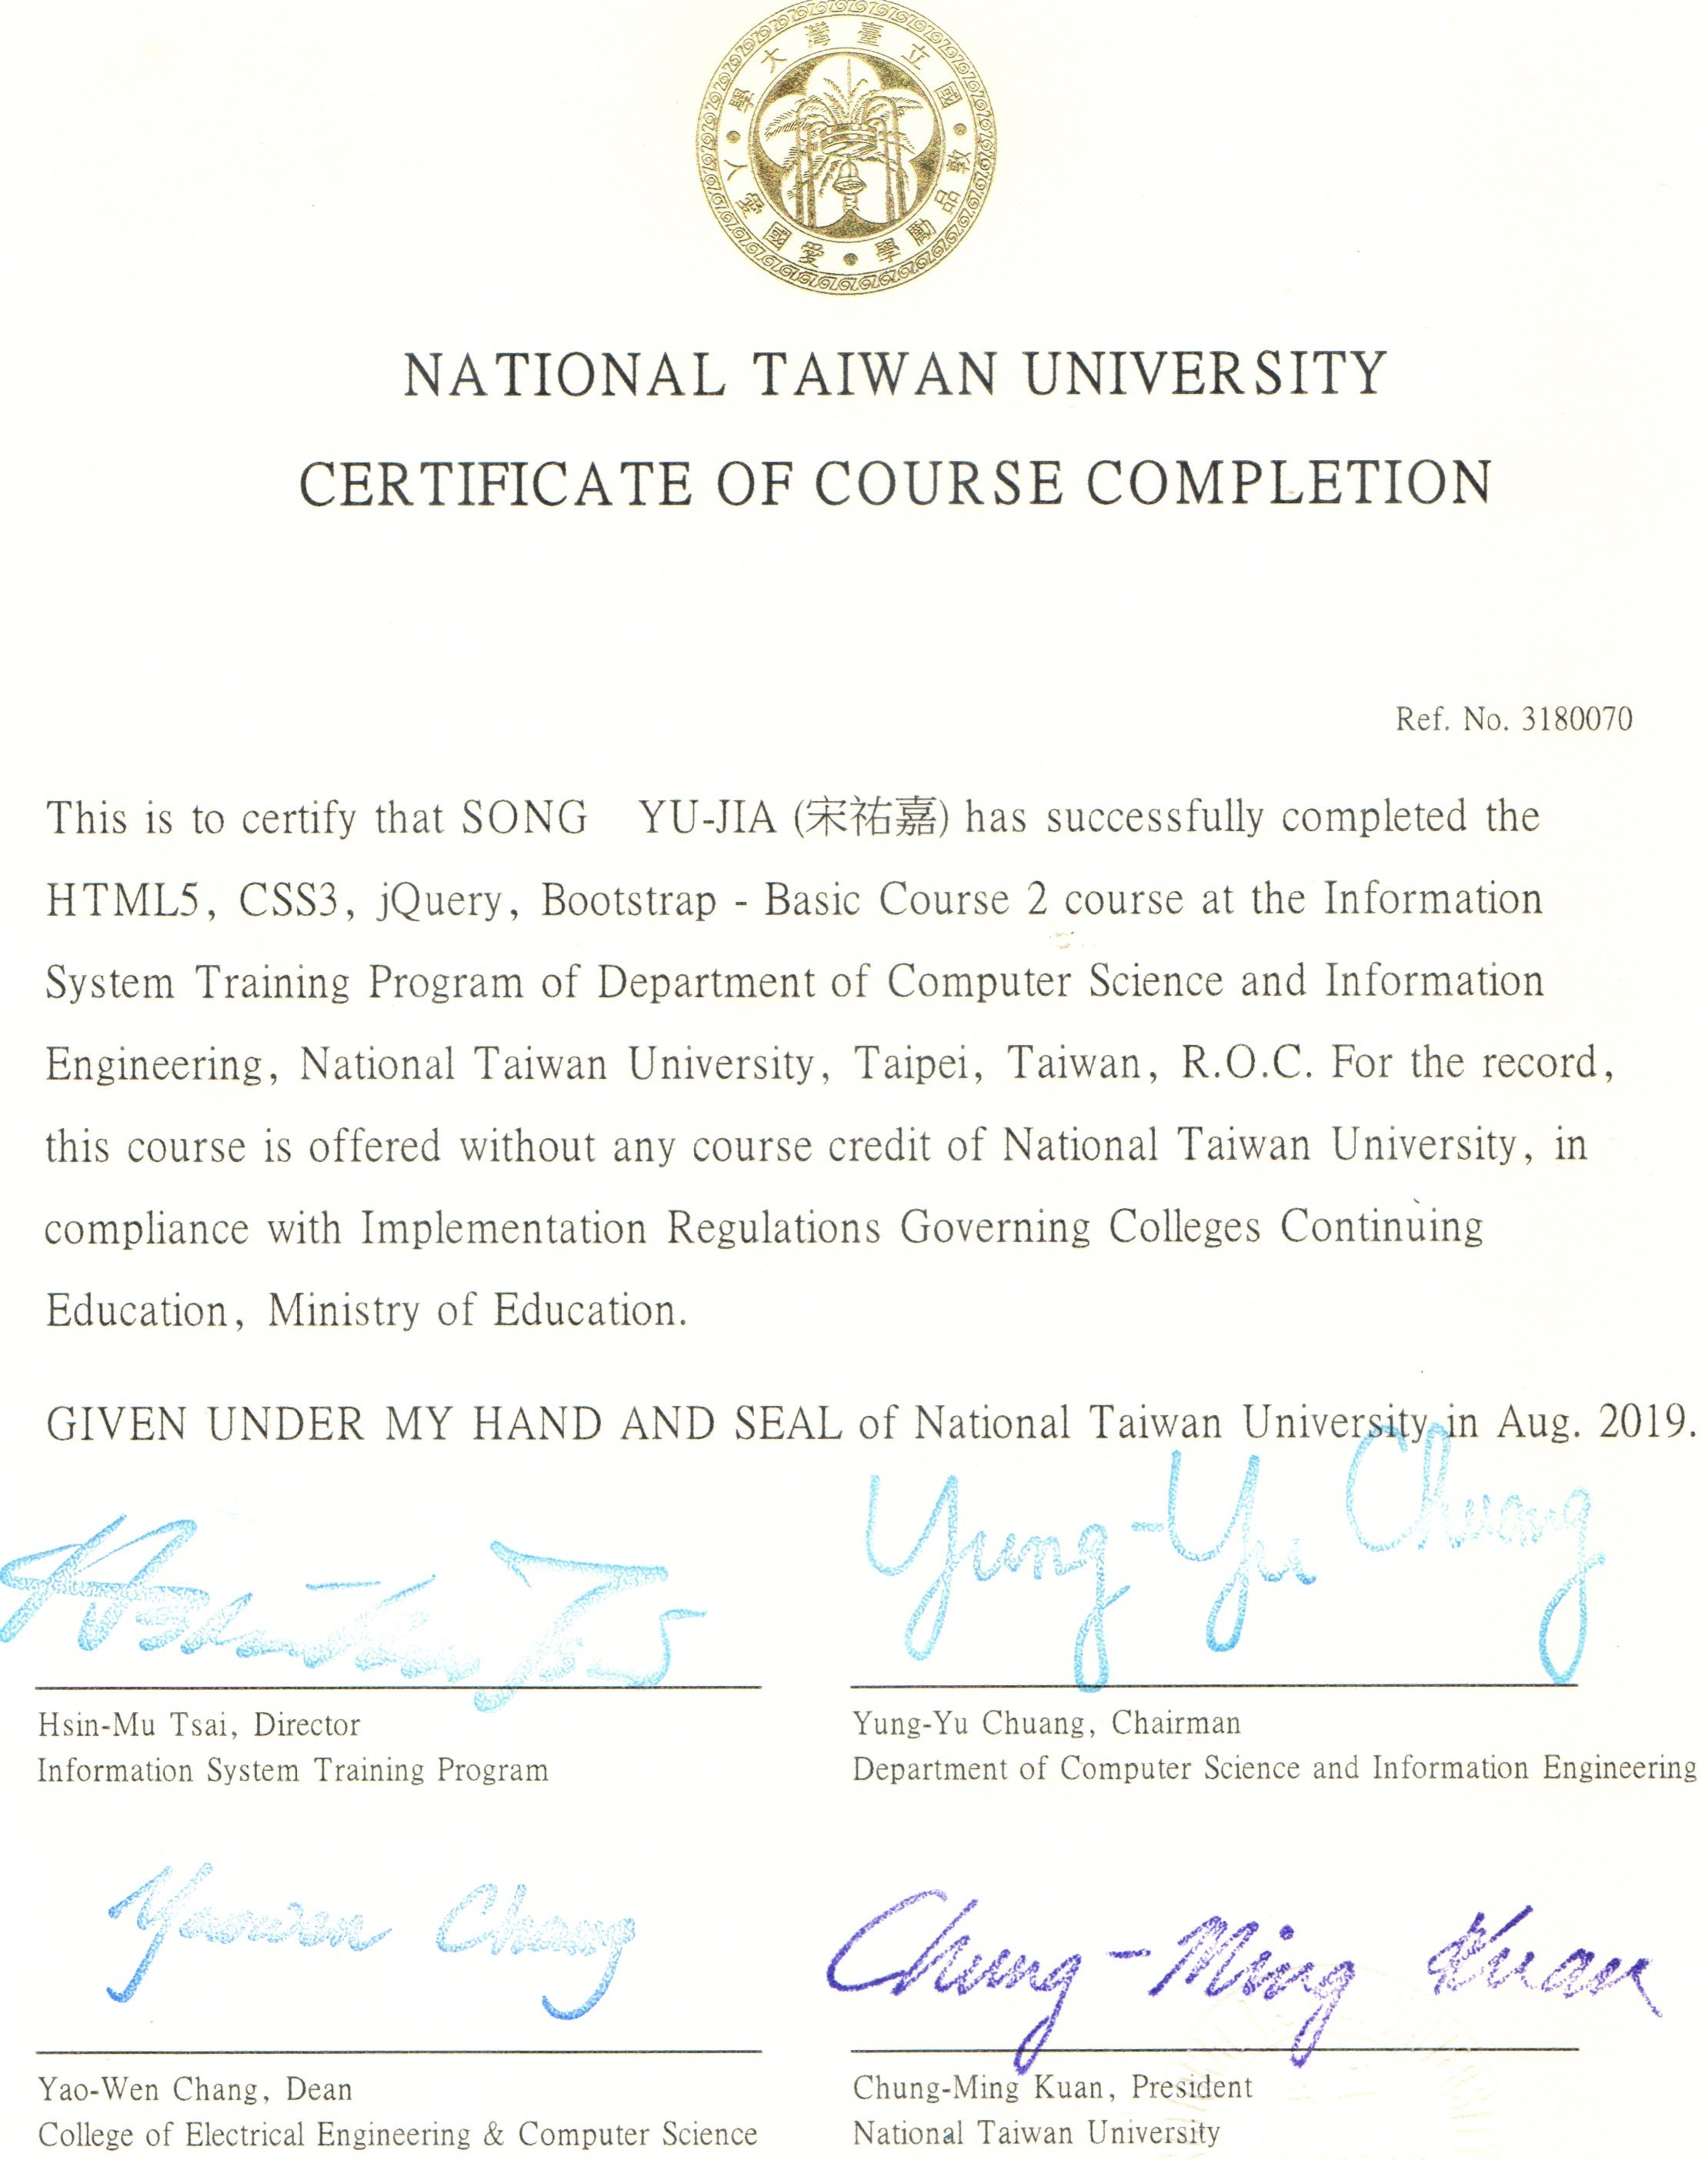 國立臺灣大學
敦品勵學 • 愛國愛人
NATIONAL TAIWAN UNIVERSITY
CERTIFICATE OF COURSE COMPLETION
Ref. No. 3180070
This is to certify that SONG YU-JIA (宋祐嘉) has successfully completed the
HTML5, CSS3, jQuery, Bootstrap - Basic Course 2 course at the Information
System Training Program of Department of Computer Science and Information
Engineering, National Taiwan University, Taipei, Taiwan, R.O.C. For the record,
this course is offered without any course credit of National Taiwan University, in
compliance with Implementation Regulations Governing Colleges Continuing
Education, Ministry of Education.
GIVEN UNDER MY HAND AND SEAL of National Taiwan University in Aug. 2019.
Yung-Yu Chuang
Hsin-Mu Tsai, Director
Information System Training Program
Yung-Yu Chuang, Chairman
Department of Computer Science and Information Engineering
Yaowen Chang
Chung-Ming Kuan
Yao-Wen Chang, Dean
College of Electrical Engineering & Computer Science
Chung-Ming Kuan, President
National Taiwan University